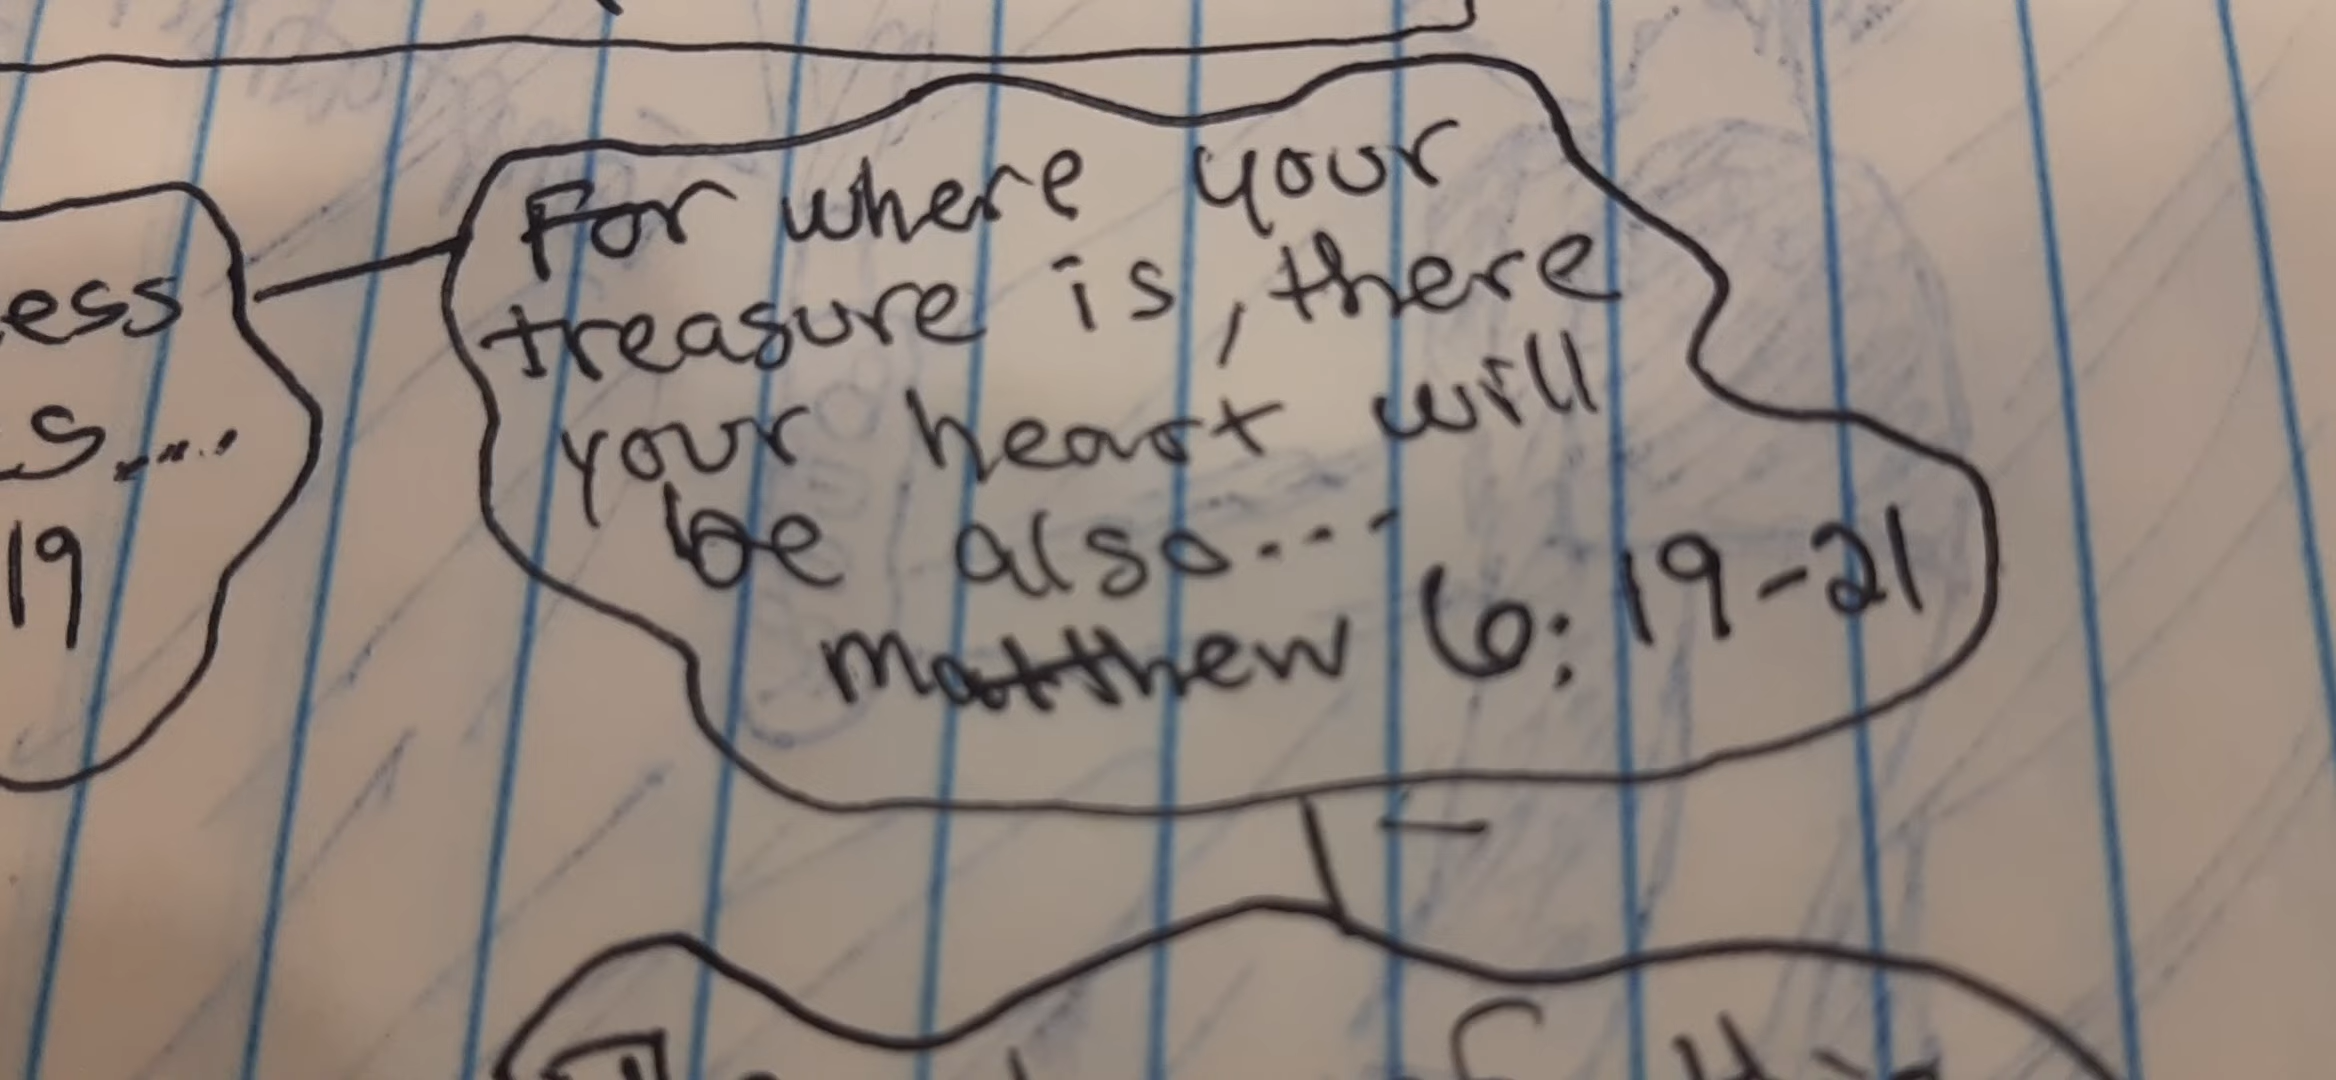 For where your
treasure is, there
your heart will
be also...
Matthew 6:19-21
ess
s....
19